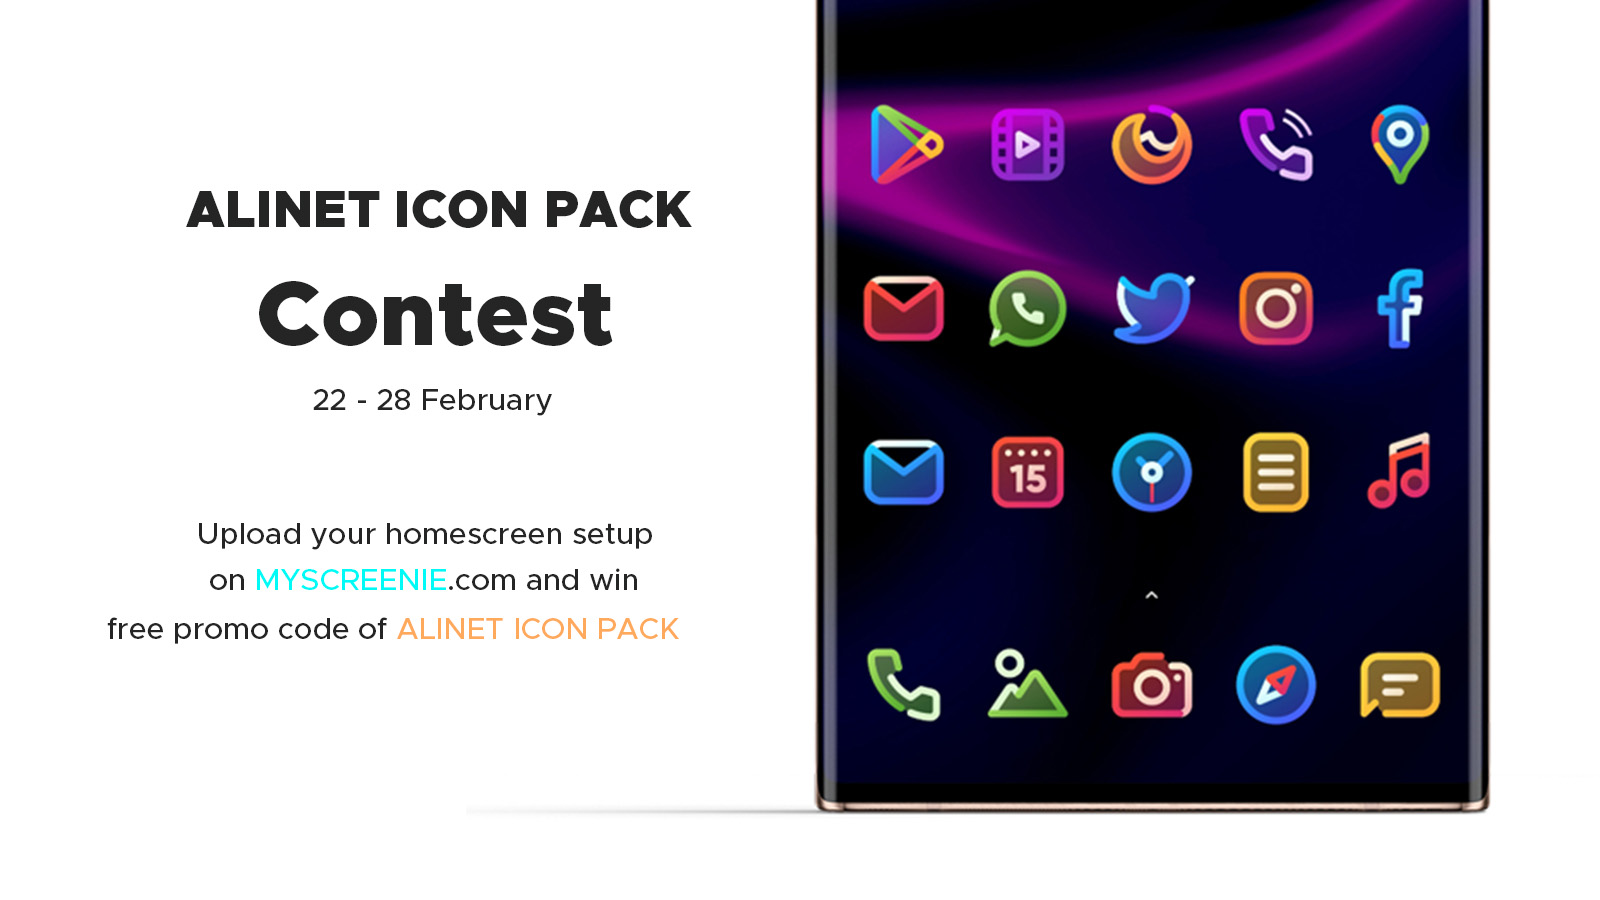 ALINET ICON PACK
Contest
22 - 28 February
Upload your homescreen setup
on MYSCREENIE.com and win
free promo code of ALINET ICON PACK
15